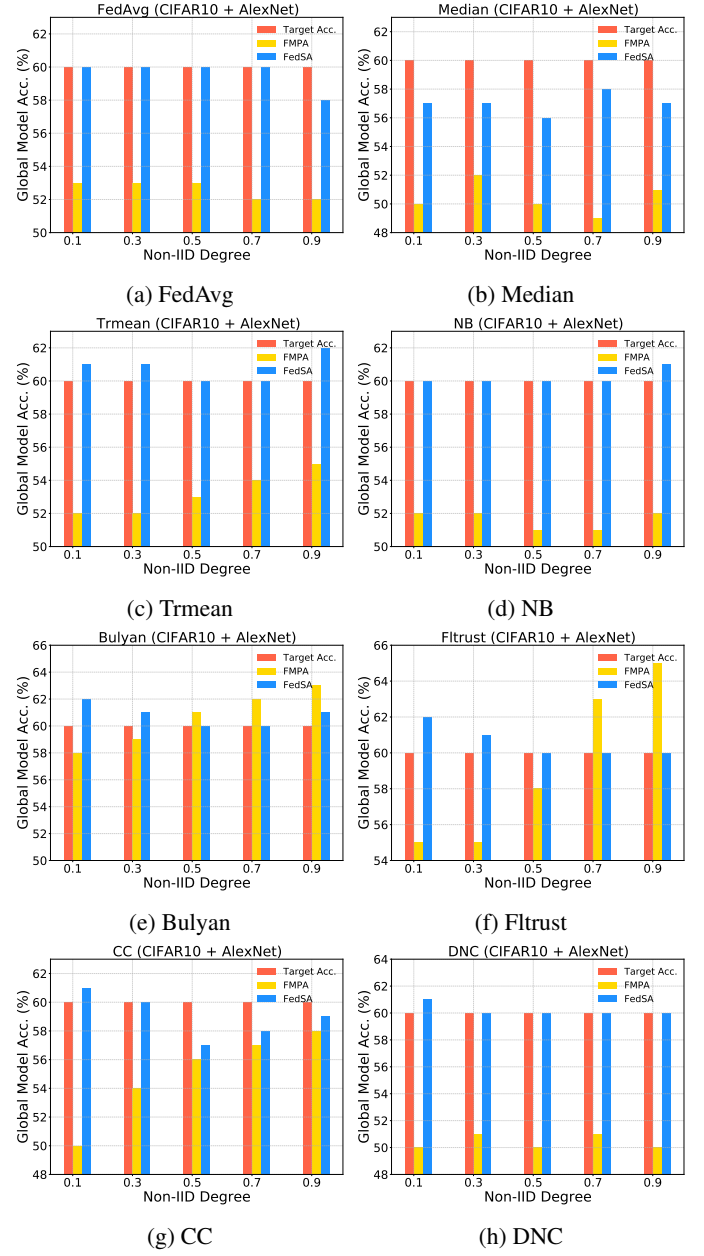 FedAvg (CIFAR10 + AlexNet)
Global Model Acc. (%)
62
60
58
56
54
52
50
Target Acc.
FMPA
FedSA
0.1 0.3 0.5 0.7 0.9
Non-IID Degree
(a) FedAvg
Median (CIFAR10 + AlexNet)
Global Model Acc. (%)
62
60
58
56
54
52
50
48
Target Acc.
FMPA
FedSA
0.1 0.3 0.5 0.7 0.9
Non-IID Degree
(b) Median
Trmean (CIFAR10 + AlexNet)
Global Model Acc. (%)
62
60
58
56
54
52
50
Target Acc.
FMPA
FedSA
0.1 0.3 0.5 0.7 0.9
Non-IID Degree
(c) Trmean
NB (CIFAR10 + AlexNet)
Global Model Acc. (%)
62
60
58
56
54
52
50
Target Acc.
FMPA
FedSA
0.1 0.3 0.5 0.7 0.9
Non-IID Degree
(d) NB
Bulyan (CIFAR10 + AlexNet)
Global Model Acc. (%)
66
64
62
60
58
56
54
52
50
Target Acc.
FMPA
FedSA
0.1 0.3 0.5 0.7 0.9
Non-IID Degree
(e) Bulyan
Fltrust (CIFAR10 + AlexNet)
Global Model Acc. (%)
66
64
62
60
58
56
54
Target Acc.
FMPA
FedSA
0.1 0.3 0.5 0.7 0.9
Non-IID Degree
(f) Fltrust
CC (CIFAR10 + AlexNet)
Global Model Acc. (%)
62
60
58
56
54
52
50
48
Target Acc.
FMPA
FedSA
0.1 0.3 0.5 0.7 0.9
Non-IID Degree
(g) CC
DNC (CIFAR10 + AlexNet)
Global Model Acc. (%)
64
62
60
58
56
54
52
50
48
Target Acc.
FMPA
FedSA
0.1 0.3 0.5 0.7 0.9
Non-IID Degree
(h) DNC